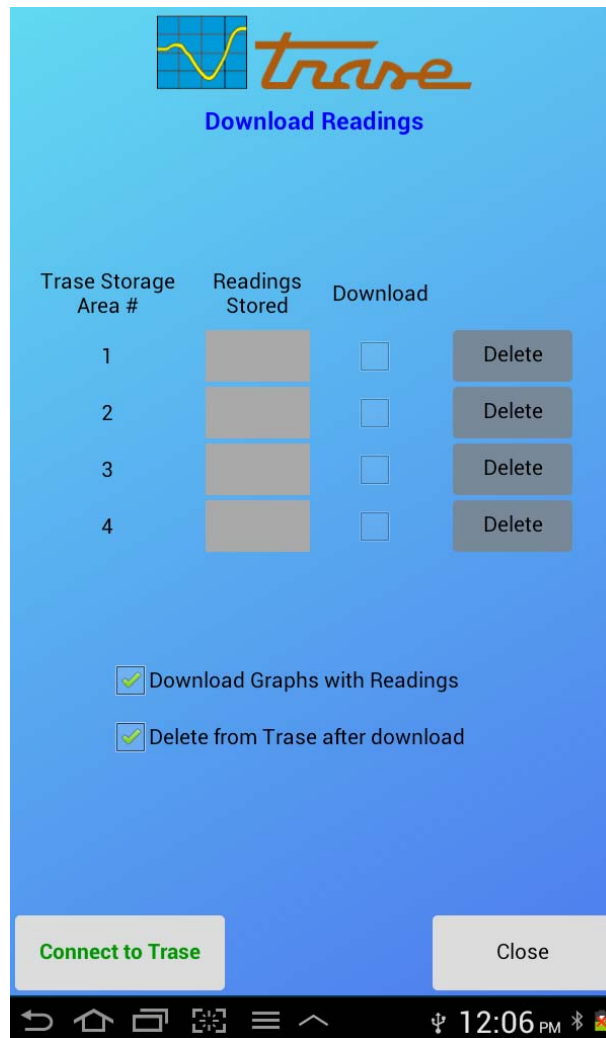 trase
Download Readings
Trase Storage Area #
Readings Stored
Download
1
Delete
2
Delete
3
Delete
4
Delete
Download Graphs with Readings
Delete from Trase after download
Connect to Trase
Close
12:06 PM